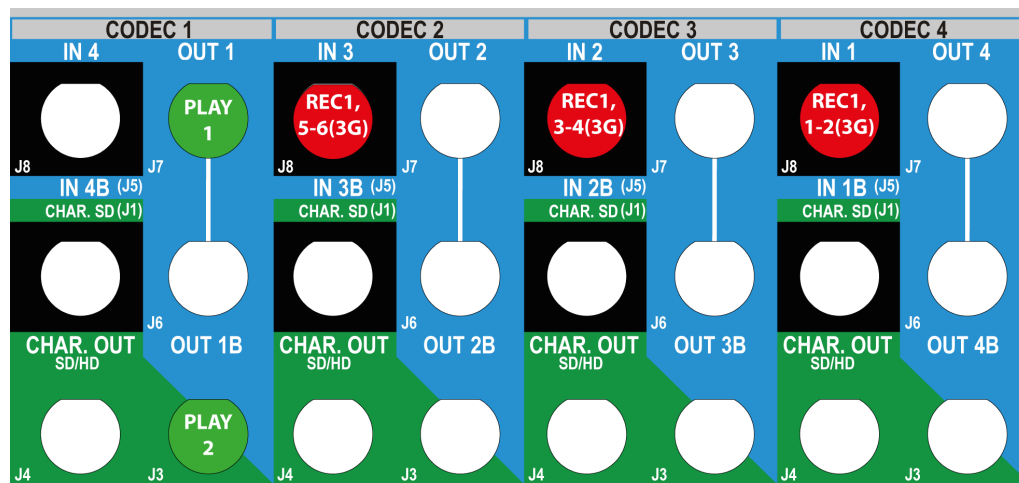 CODEC 1 CODEC 2 CODEC 3 CODEC 4
IN 4 OUT 1 IN 3 OUT 2 IN 2 OUT 3 IN 1 OUT 4
PLAY
1
REC1,
5-6(3G)
REC1,
3-4(3G)
REC1,
1-2(3G)
J8 J7 J8 J7 J8 J7 J8 J7
IN 4B (J5) IN 3B (J5) IN 2B (J5) IN 1B (J5)
CHAR. SD (J1) CHAR. SD (J1) CHAR. SD (J1) CHAR. SD (J1)
J6 J6 J6 J6
CHAR. OUT OUT 1B CHAR. OUT OUT 2B CHAR. OUT OUT 3B CHAR. OUT OUT 4B
SD/HD SD/HD SD/HD SD/HD
PLAY
2
J4 J3 J4 J3 J4 J3 J4 J3